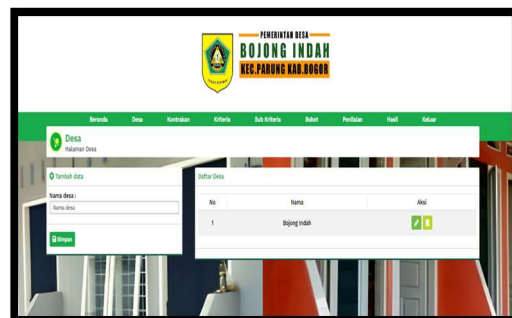 PEMERINTAH DESA
BOJONG INDAH
KEC.PARUNG KAB.BOGOR
Beranda Desa Kontrakan Kriteria Sub Kriteria Bobot Penilaian Hasil Keluar
Desa
Halaman Desa
Tambah data
Nama desa :
Nama desa
Simpan
Daftar Desa
No Nama Aksi
1 Bojong Indah